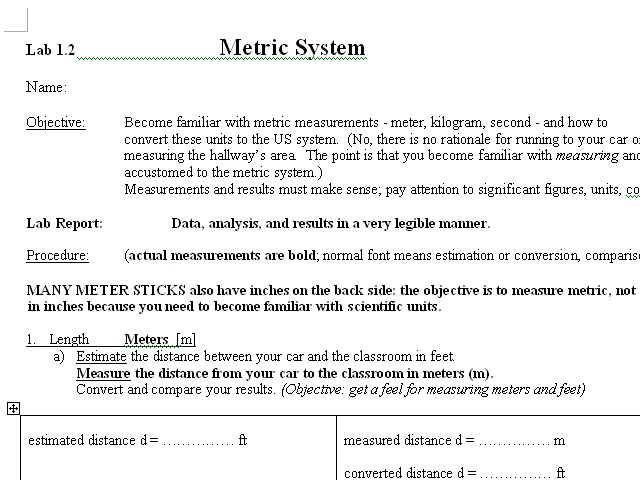 Lab 1.2 Metric System
Name:
Objective: Become familiar with metric measurements - meter, kilogram, second - and how to
convert these units to the US system. (No, there is no rationale for running to your car o
measuring the hallway's area. The point is that you become familiar with measuring and
accustomed to the metric system.)
Measurements and results must make sense; pay attention to significant figures, units, co
Lab Report: Data, analysis, and results in a very legible manner.
Procedure: (actual measurements are bold; normal font means estimation or conversion, comparis
MANY METER STICKS also have inches on the back side: the objective is to measure metric, not
in inches because you need to become familiar with scientific units.
1. Length Meters [m]
a) Estimate the distance between your car and the classroom in feet.
Measure the distance from your car to the classroom in meters (m).
Convert and compare your results. (Objective: get a feel for measuring meters and feet)
estimated distance d = …………… ft
measured distance d = …………… m
converted distance d = …………… ft